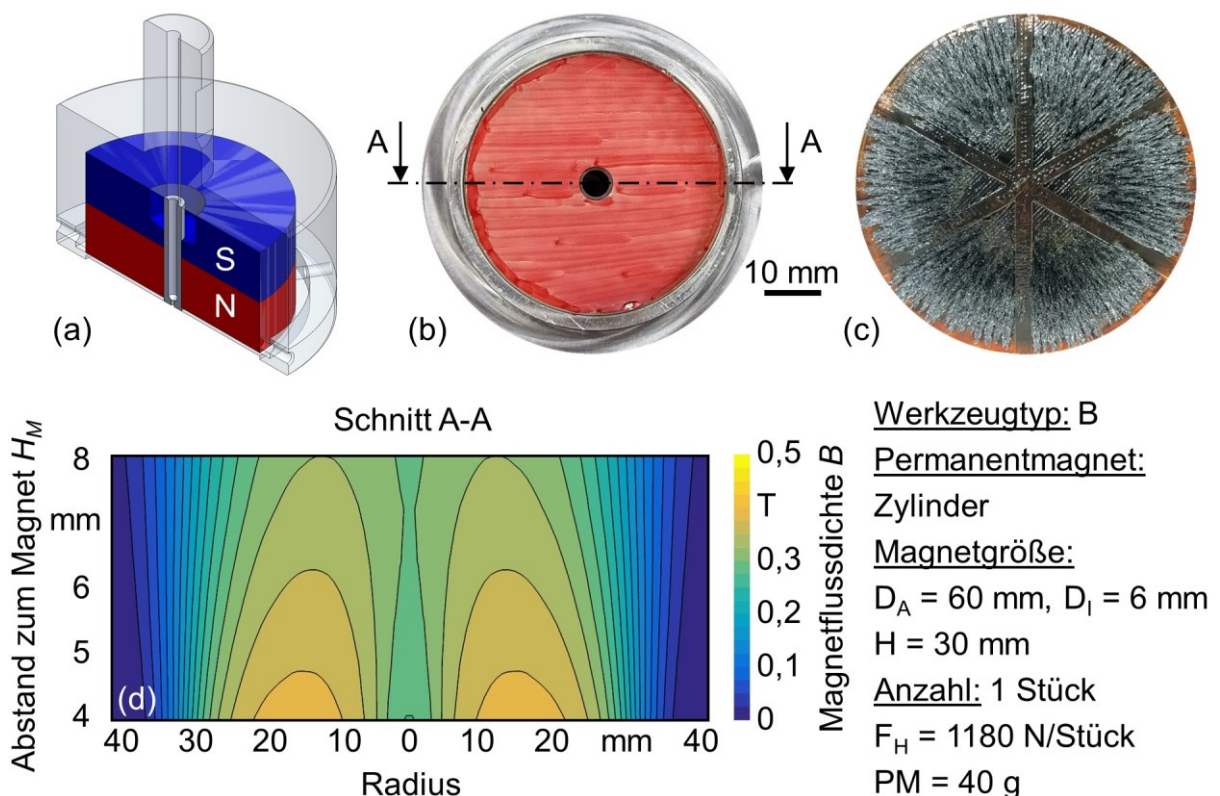 S
N
(a)
A
A
(b)
10 mm
(c)
Schnitt A-A
Abstand zum Magnet H_M
8
mm
6
5
4
(d)
40 30 20 10 0 10 20 mm 40
Radius
0,5
T
0,3
0,2
0,1
0
Magnetflussdichte B
Werkzeugtyp: B
Permanentmagnet:
Zylinder
Magnetgröße:
D_A = 60 mm, D_I = 6 mm
H = 30 mm
Anzahl: 1 Stück
F_H = 1180 N/Stück
PM = 40 g